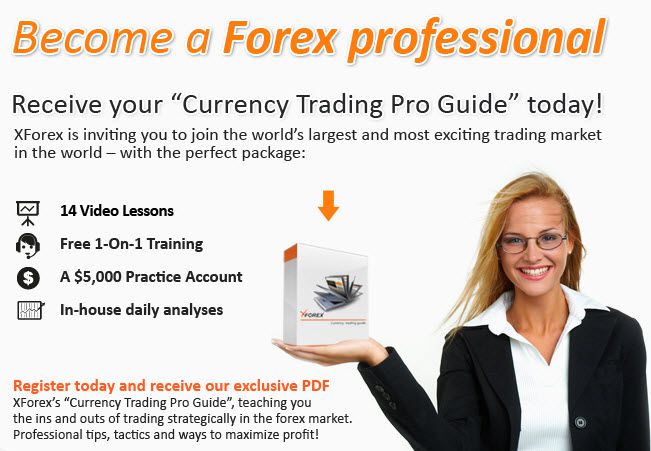 Become a Forex professional
Receive your “Currency Trading Pro Guide” today!
XForex is inviting you to join the world’s largest and most exciting trading market
in the world – with the perfect package:
14 Video Lessons
Free 1-On-1 Training
A $5,000 Practice Account
In-house daily analyses
XFOREX
Currency trading guide
Register today and receive our exclusive PDF
XForex’s “Currency Trading Pro Guide”, teaching you
the ins and outs of trading strategically in the forex market.
Professional tips, tactics and ways to maximize profit!